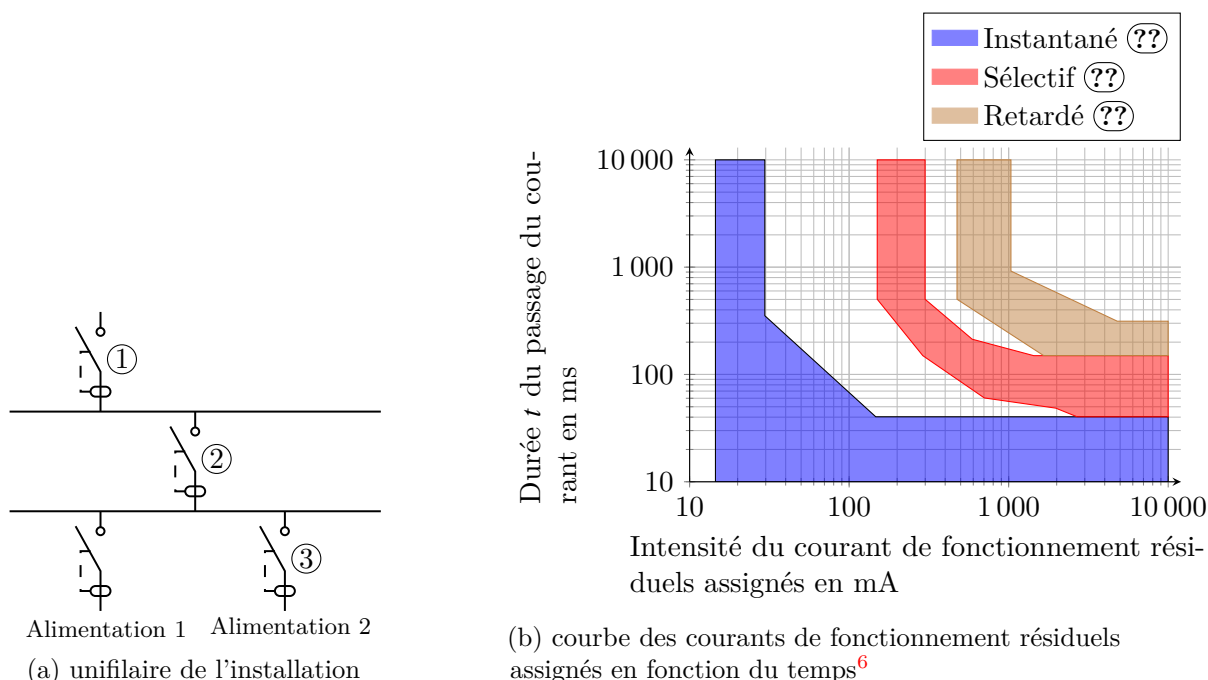 Instantané ??
Sélectif ??
Retardé ??
10 000
1 000
100
10
10
100
1 000
10 000
Durée t du passage du cou-
rant en ms
Intensité du courant de fonctionnement rési-
duels assignés en mA
1
2
3
Alimentation 1
Alimentation 2
(a) unifilaire de l'installation
(b) courbe des courants de fonctionnement résiduels
assignés en fonction du temps6